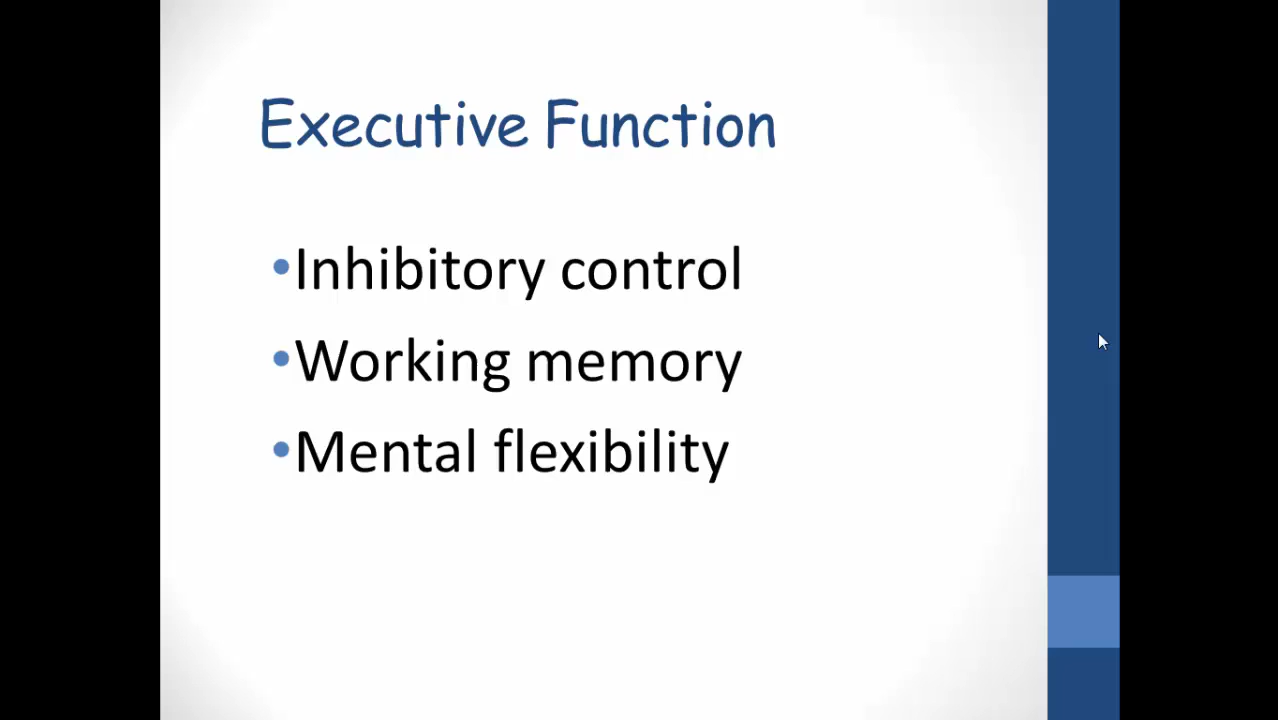 Executive Function
•Inhibitory control
•Working memory
•Mental flexibility